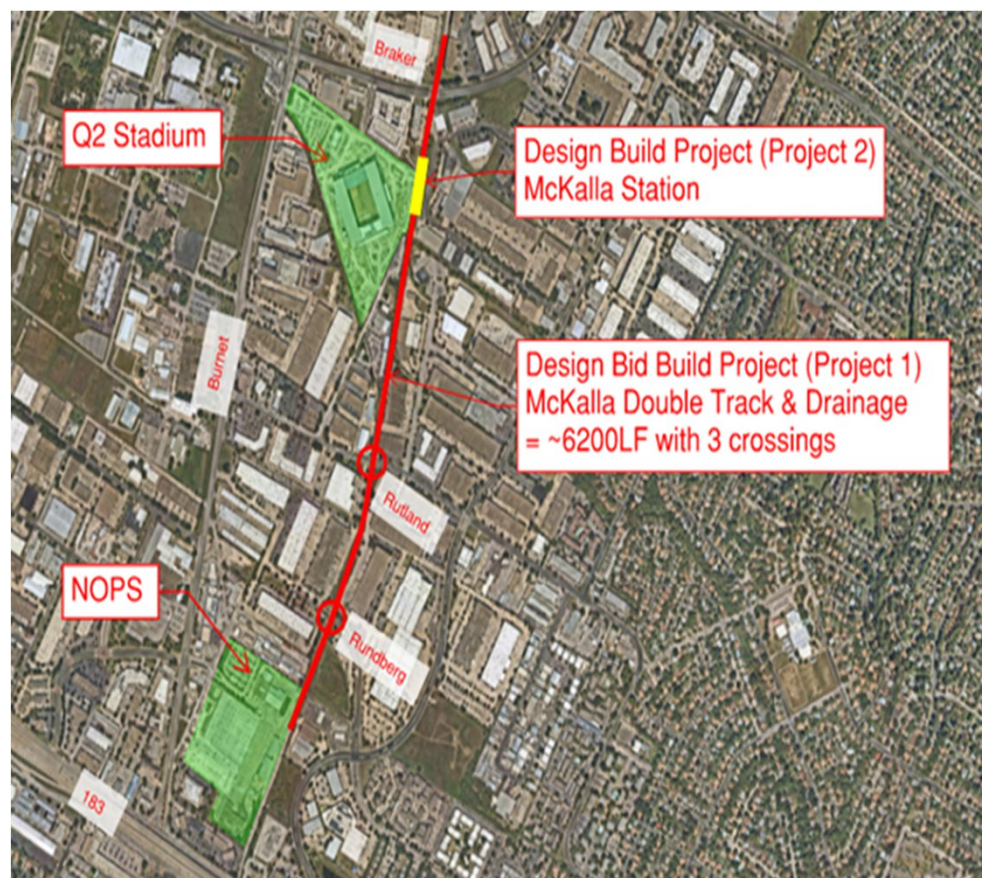 Braker
Q2 Stadium
Design Build Project (Project 2)
McKalla Station
Burnet
Design Bid Build Project (Project 1)
McKalla Double Track & Drainage
= ~6200LF with 3 crossings
Rutland
NOPS
Rundberg
183